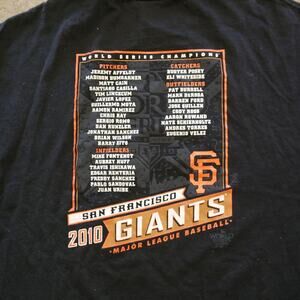 WORLD SERIES CHAMPIONS
PITCHERS
JEREMY AFFELDT
MADISON BUMGARNER
MATT CAIN
SANTIAGO CASILLA
TIM LINCECUM
JAVIER LOPEZ
GUILLERMO MOTA
RAMON RAMIREZ
CHRIS RAY
SERGIO ROMO
DAN RUNZLER
JONATHAN SANCHEZ
BRIAN WILSON
BARRY ZITO
INFIELDERS
MIKE FONTENOT
AUBREY HUFF
TRAVIS ISHIKAWA
EDGAR RENTERIA
FREDDY SANCHEZ
PABLO SANDOVAL
JUAN URIBE
CATCHERS
BUSTER POSEY
ELI WHITESIDE
OUTFIELDERS
PAT BURRELL
MARK DEROSA
DARREN FORD
JOSE GUILLEN
CODY ROSS
AARON ROWAND
NATE SCHIERHOLTZ
ANDRES TORRES
EUGENIO VELEZ
SF
SAN FRANCISCO
2010 GIANTS
MAJOR LEAGUE BASEBALL